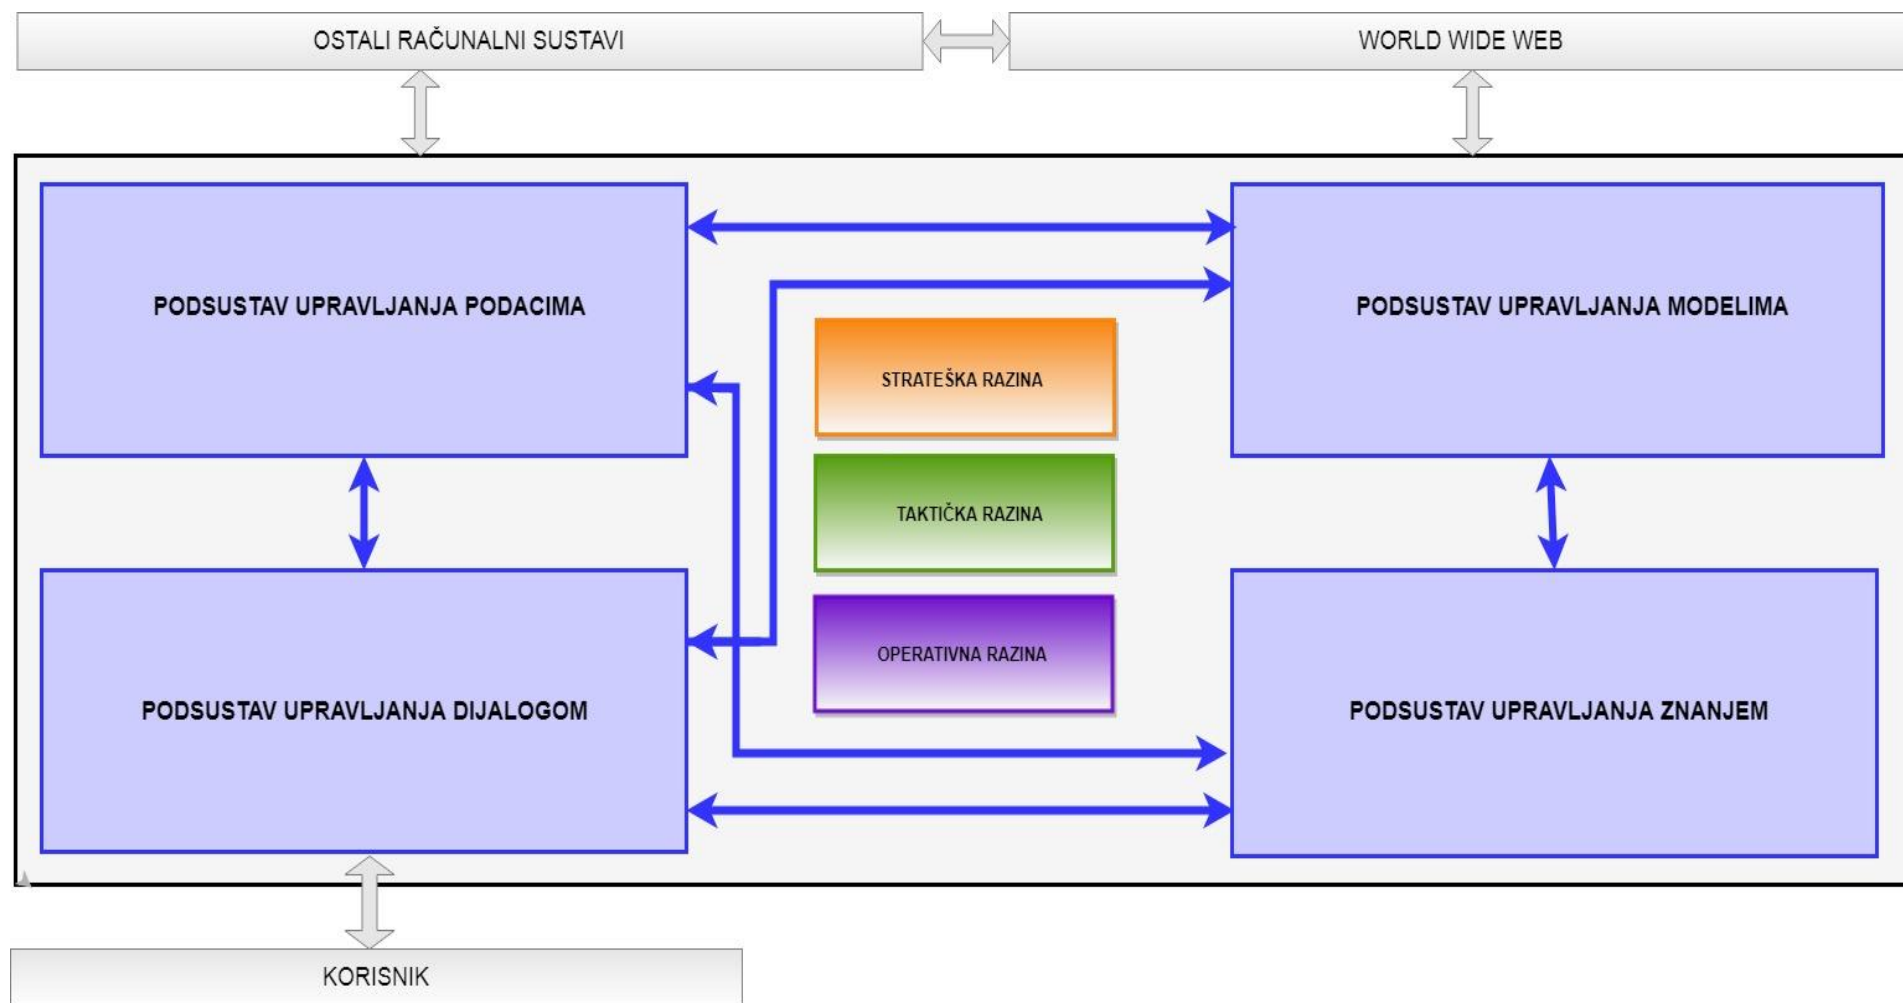 OSTALI RAČUNALNI SUSTAVI
WORLD WIDE WEB
PODSUSTAV UPRAVLJANJA PODACIMA
PODSUSTAV UPRAVLJANJA MODELIMA
STRATEŠKA RAZINA
TAKTIČKA RAZINA
OPERATIVNA RAZINA
PODSUSTAV UPRAVLJANJA DIJALOGOM
PODSUSTAV UPRAVLJANJA ZNANJEM
KORISNIK